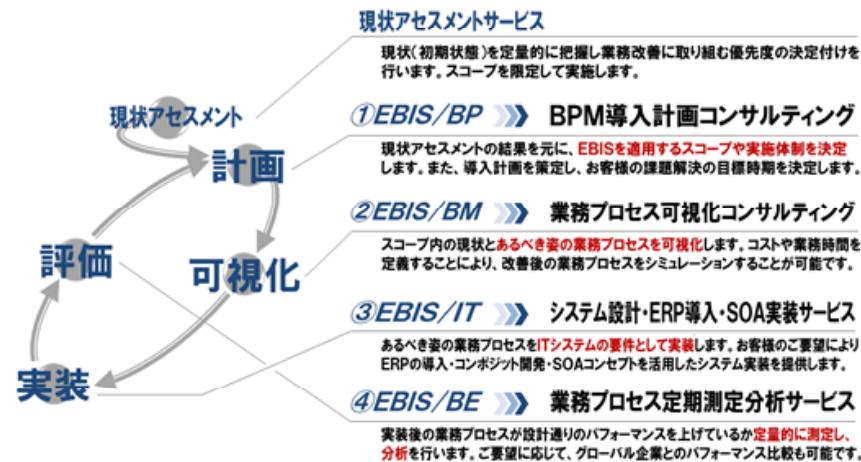 現状アセスメントサービス
現状(初期状態)を定量的に把握し業務改善に取り組む優先度の決定付けを
行います。スコープを限定して実施します。
現状アセスメント
①EBIS/BP BPM導入計画コンサルティング
現状アセスメントの結果を元に、EBISを適用するスコープや実施体制を決定
します。また、導入計画を策定し、お客様の課題解決の目標時期を決定します。
計画
②EBIS/BM 業務プロセス可視化コンサルティング
スコープ内の現状とあるべき姿の業務プロセスを可視化します。コストや業務時間を
定義することにより、改善後の業務プロセスをシミュレーションすることが可能です。
評価
可視化
③EBIS/IT システム設計・ERP導入・SOA実装サービス
あるべき姿の業務プロセスをITシステムの要件として実装します。お客様のご要望により
ERPの導入・コンポジット開発・SOAコンセプトを活用したシステム実装を提供します。
実装
④EBIS/BE 業務プロセス定期測定分析サービス
実装後の業務プロセスが設計通りのパフォーマンスを上げているか定量的に測定し、
分析を行います。ご要望に応じて、グローバル企業とのパフォーマンス比較も可能です。